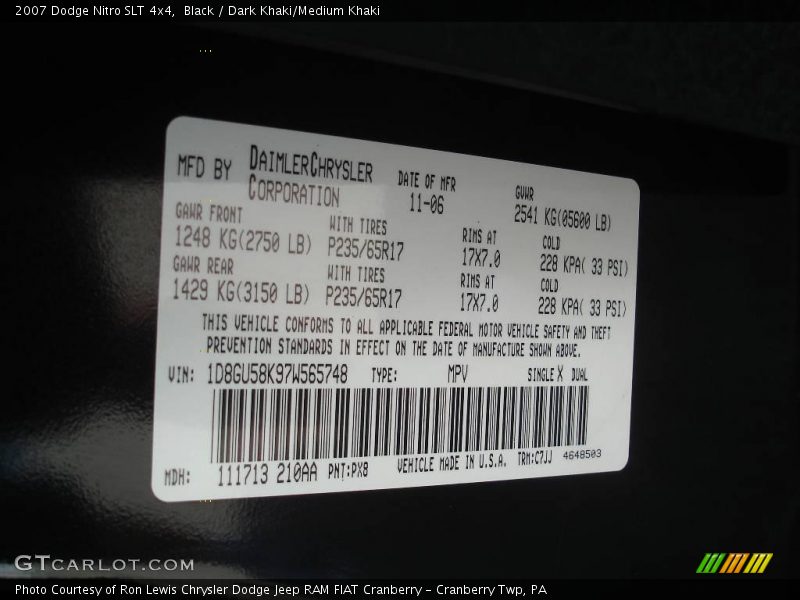 2007 Dodge Nitro SLT 4x4,  Black / Dark Khaki/Medium Khaki
MFD BY DAIMLERCHRYSLER CORPORATION
DATE OF MFR 11-06
GVWR 2541 KG(05600 LB)
GAWR FRONT WITH TIRES RIMS AT COLD
1248 KG(2750 LB) P235/65R17 17X7.0 228 KPA( 33 PSI)
GAWR REAR WITH TIRES RIMS AT COLD
1429 KG(3150 LB) P235/65R17 17X7.0 228 KPA( 33 PSI)
THIS VEHICLE CONFORMS TO ALL APPLICABLE FEDERAL MOTOR VEHICLE SAFETY AND THEFT
PREVENTION STANDARDS IN EFFECT ON THE DATE OF MANUFACTURE SHOWN ABOVE.
VIN: 1D8GU58K97W565748 TYPE: MPV SINGLE X DUAL
MDH: 111713 210AA PNT:PX8 VEHICLE MADE IN U.S.A. TRM:C7JJ 4648503
GTCARLOT.COM
Photo Courtesy of Ron Lewis Chrysler Dodge Jeep RAM FIAT Cranberry – Cranberry Twp, PA